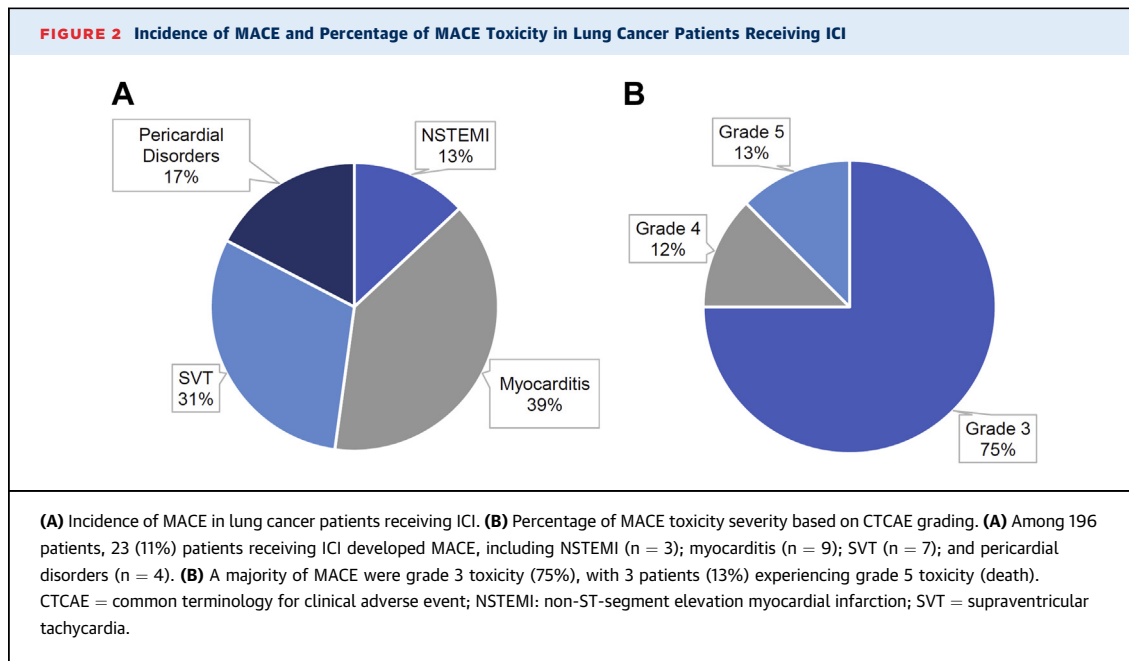 FIGURE 2 Incidence of MACE and Percentage of MACE Toxicity in Lung Cancer Patients Receiving ICI
A
Pericardial
Disorders
17%
NSTEMI
13%
SVT
31%
Myocarditis
39%
B
Grade 5
13%
Grade 4
12%
Grade 3
75%
(A) Incidence of MACE in lung cancer patients receiving ICI. (B) Percentage of MACE toxicity severity based on CTCAE grading. (A) Among 196
patients, 23 (11%) patients receiving ICI developed MACE, including NSTEMI (n = 3); myocarditis (n = 9); SVT (n = 7); and pericardial
disorders (n = 4). (B) A majority of MACE were grade 3 toxicity (75%), with 3 patients (13%) experiencing grade 5 toxicity (death).
CTCAE = common terminology for clinical adverse event; NSTEMI: non-ST-segment elevation myocardial infarction; SVT = supraventricular
tachycardia.